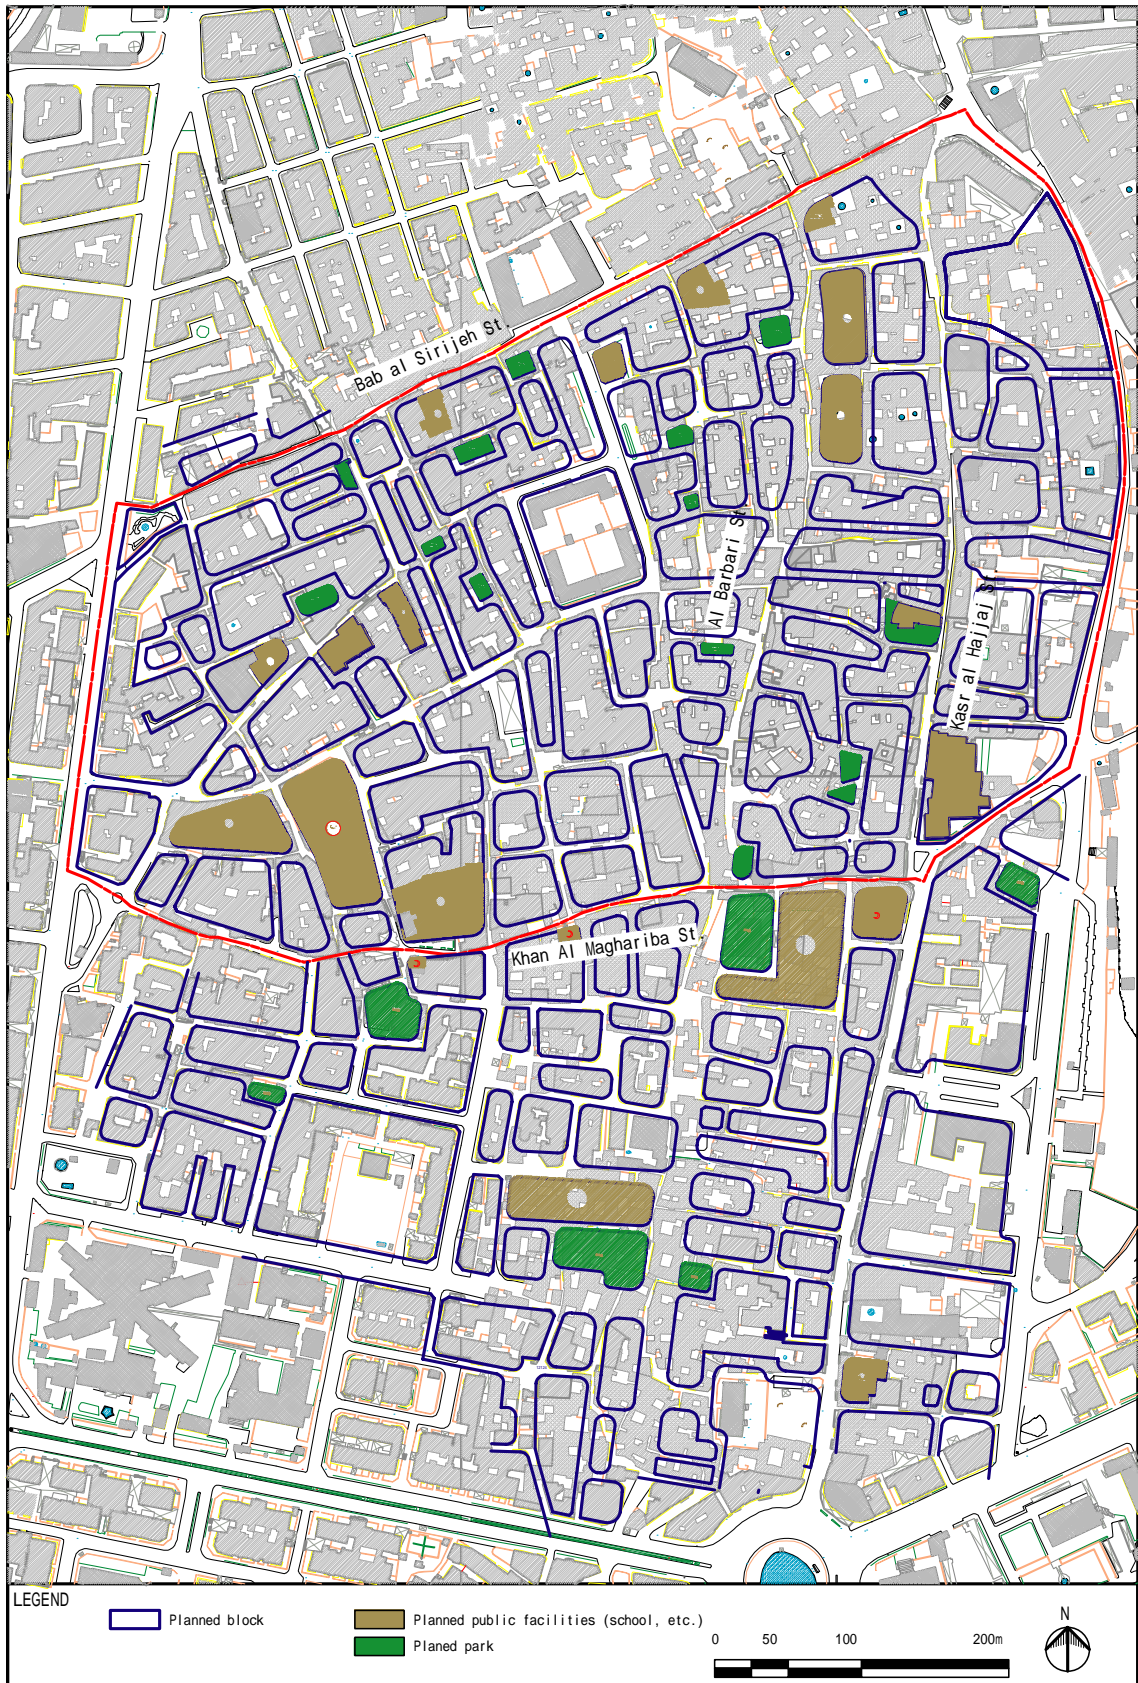 Bab al Sirijeh St.
Al Barbari St.
Kasr al Hajjaj St.
Khan Al Maghariba St.
LEGEND
Planned block
Planned public facilities (school, etc.)
Planed park
0 50 100 200m
N